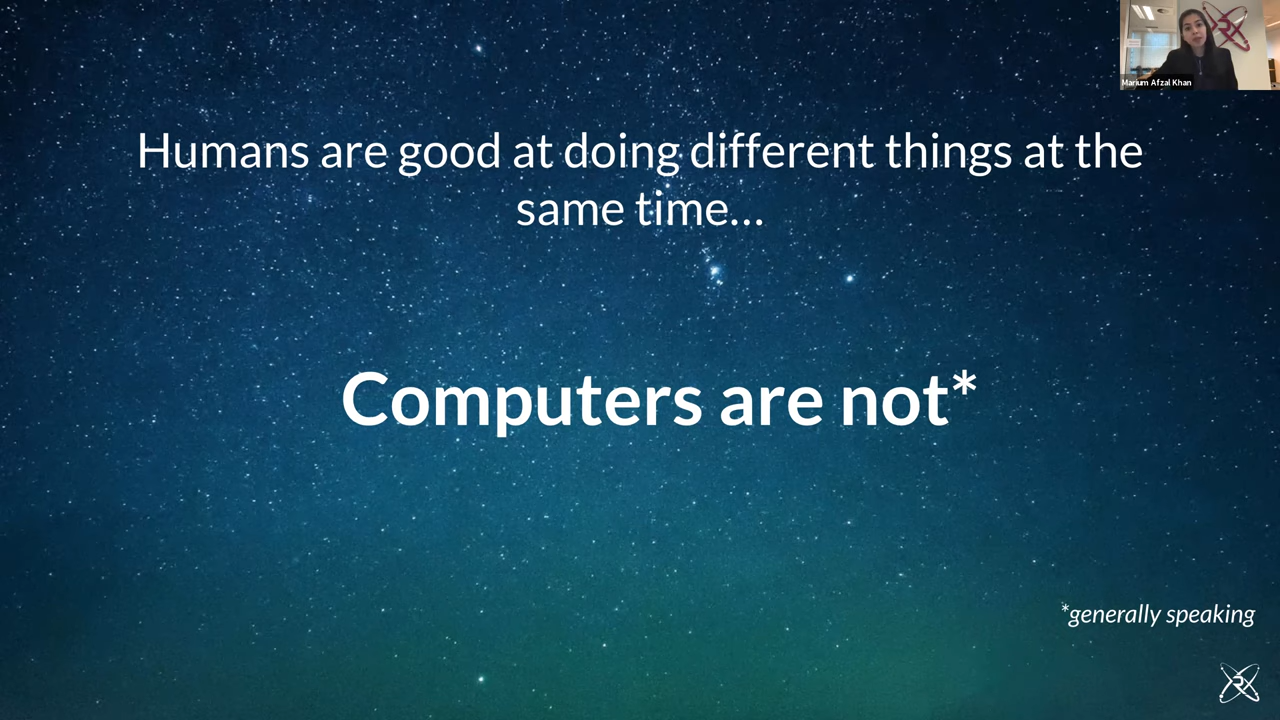 Marium Afzal Khan
Humans are good at doing different things at the
same time...
Computers are not*
*generally speaking